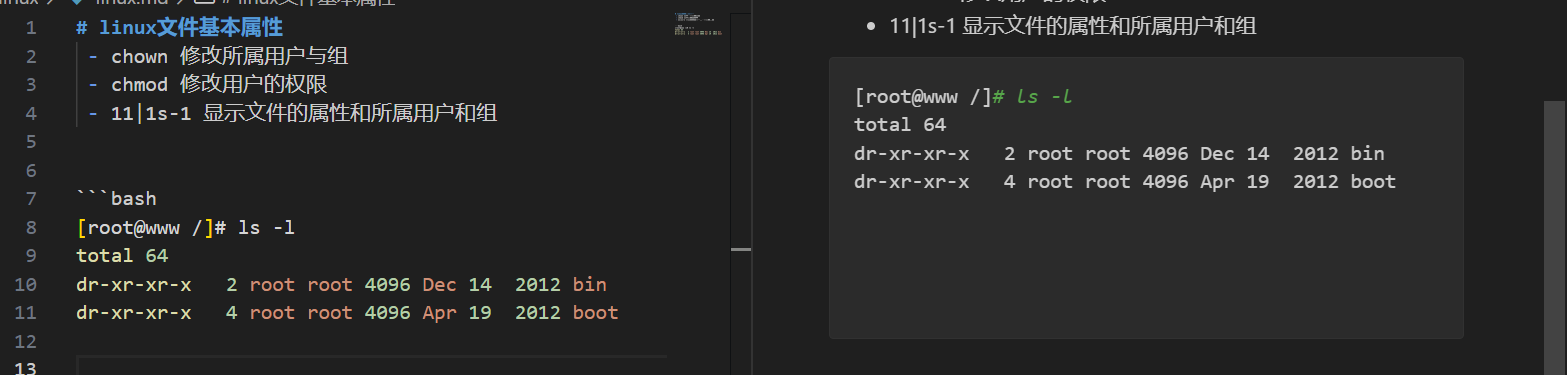 linux.md
# linux文件基本属性
1 # linux文件基本属性
2 - chown 修改所属用户与组
3 - chmod 修改用户的权限
4 - 11|1s-1 显示文件的属性和所属用户和组
5
6
7 ```bash
8 [root@www /]# ls -l
9 total 64
10 dr-xr-xr-x   2 root root 4096 Dec 14  2012 bin
11 dr-xr-xr-x   4 root root 4096 Apr 19  2012 boot
12
13
• 11|1s-1 显示文件的属性和所属用户和组
[root@www /]# ls -l
total 64
dr-xr-xr-x   2 root root 4096 Dec 14  2012 bin
dr-xr-xr-x   4 root root 4096 Apr 19  2012 boot